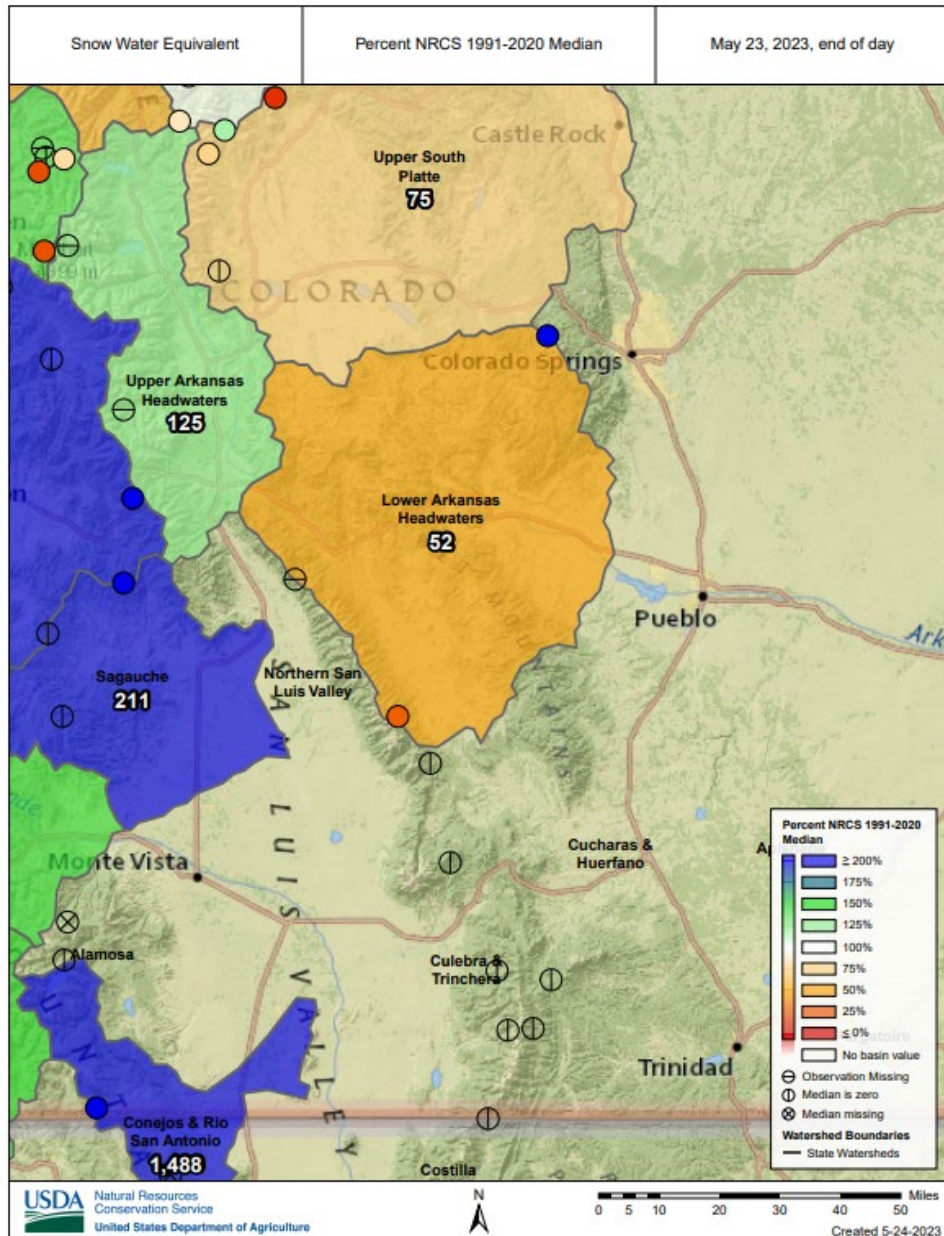 Snow Water Equivalent
Percent NRCS 1991-2020 Median
May 23, 2023, end of day
Castle Rock
Upper South
Platte
75
COLORADO
Colorado Springs
Upper Arkansas
Headwaters
125
Lower Arkansas
Headwaters
52
Pueblo
Ark
Sagauche
211
Northern San
Luis Valley
SAN LUIS VALLEY
Monte Vista
Cucharas &
Huerfano
Alamosa
Culebra &
Trinchera
Trinidad
Conejos & Rio
San Antonio
1,488
Costilla
Percent NRCS 1991-2020
Median
≥ 200%
175%
150%
125%
100%
75%
50%
25%
≤ 0%
No basin value
Observation Missing
Median is zero
Median missing
Watershed Boundaries
State Watersheds
USDA
Natural Resources
Conservation Service
United States Department of Agriculture
N
Miles
0 5 10 20 30 40 50
Created 5-24-2023